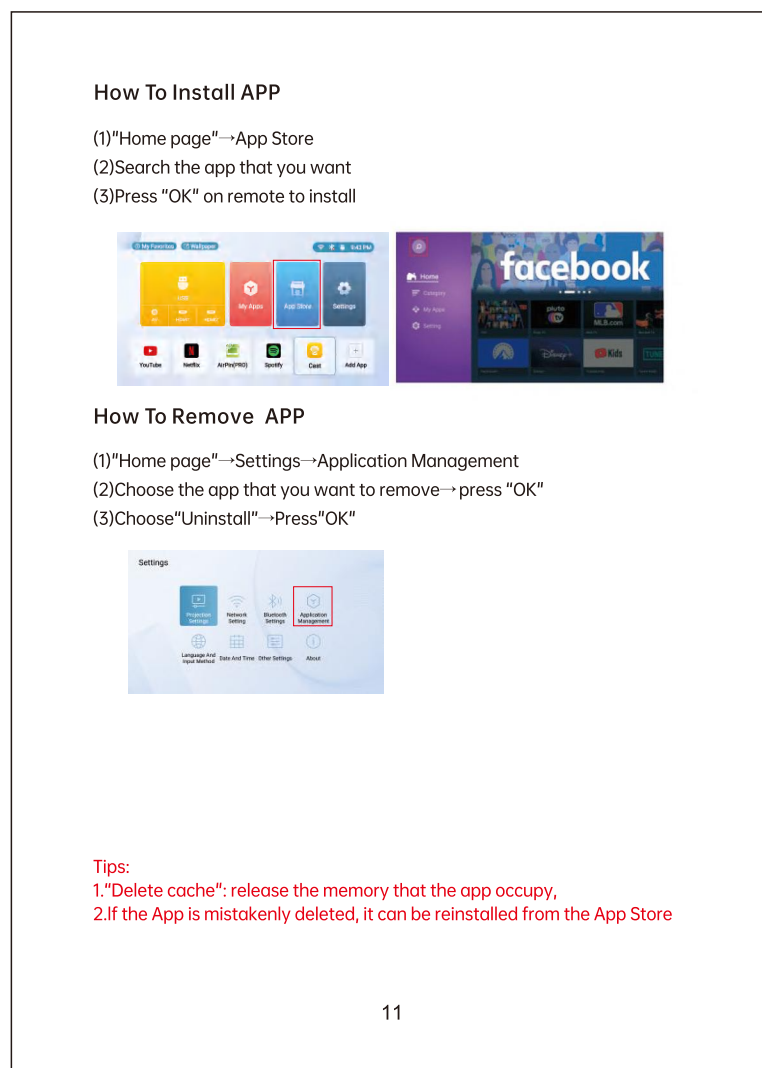 How To Install APP
(1)"Home page"→App Store
(2)Search the app that you want
(3)Press "OK" on remote to install
My Favorites Wallpaper 9:43 PM
USB
My Apps App Store Settings
AV HDMI1 HDMI2
YouTube Netflix AirPin(PRO) Spotify Cast Add App
facebook
Home
Category
My Apps
Setting
pluto tv
MLB.com
Disney+
Kids
TUNE
How To Remove APP
(1)"Home page"→Settings→Application Management
(2)Choose the app that you want to remove→press "OK"
(3)Choose"Uninstall"→Press"OK"
Settings
Projection Settings
Network Setting
Bluetooth Settings
Application Management
Language And Input Method
Date And Time
Other Settings
About
Tips:
1."Delete cache": release the memory that the app occupy,
2.If the App is mistakenly deleted, it can be reinstalled from the App Store
11